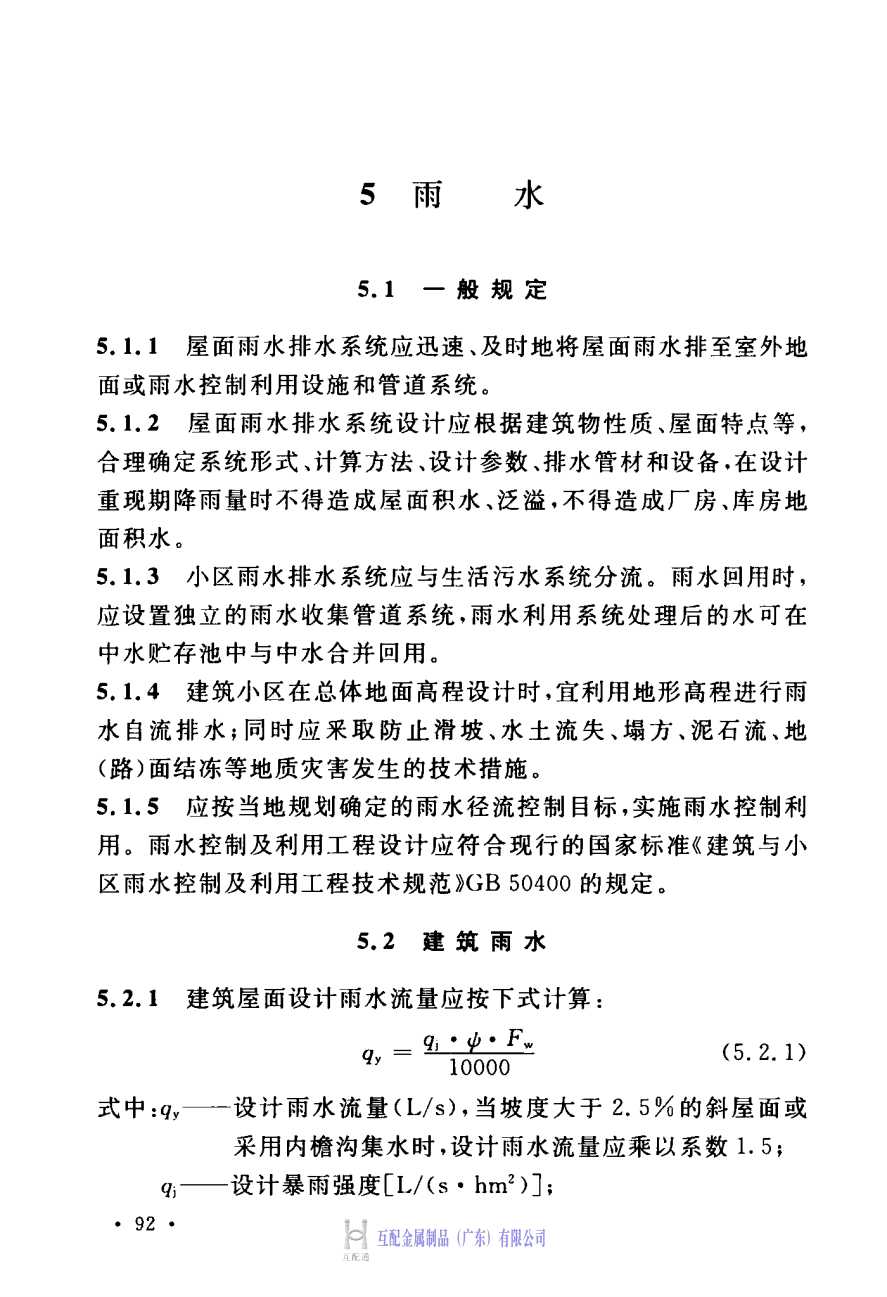 5 雨 水
5.1 一般规定
5.1.1 屋面雨水排水系统应迅速、及时地将屋面雨水排至室外地
面或雨水控制利用设施和管道系统。
5.1.2 屋面雨水排水系统设计应根据建筑物性质、屋面特点等,
合理确定系统形式、计算方法、设计参数、排水管材和设备,在设计
重现期降雨量时不得造成屋面积水、泛溢,不得造成厂房、库房地
面积水。
5.1.3 小区雨水排水系统应与生活污水系统分流。雨水回用时,
应设置独立的雨水收集管道系统,雨水利用系统处理后的水可在
中水贮存池中与中水合并回用。
5.1.4 建筑小区在总体地面高程设计时,宜利用地形高程进行雨
水自流排水;同时应采取防止滑坡、水土流失、塌方、泥石流、地
(路)面结冻等地质灾害发生的技术措施。
5.1.5 应按当地规划确定的雨水径流控制目标,实施雨水控制利
用。雨水控制及利用工程设计应符合现行的国家标准《建筑与小
区雨水控制及利用工程技术规范》GB 50400 的规定。
5.2 建筑雨水
5.2.1 建筑屋面设计雨水流量应按下式计算:
qy = qj · ψ · Fw / 10000 (5.2.1)
式中:qy——设计雨水流量(L/s),当坡度大于 2.5%的斜屋面或
采用内檐沟集水时,设计雨水流量应乘以系数 1.5;
qj——设计暴雨强度[L/(s·hm²)];
· 92 ·
互配金属制品(广东)有限公司
互配通